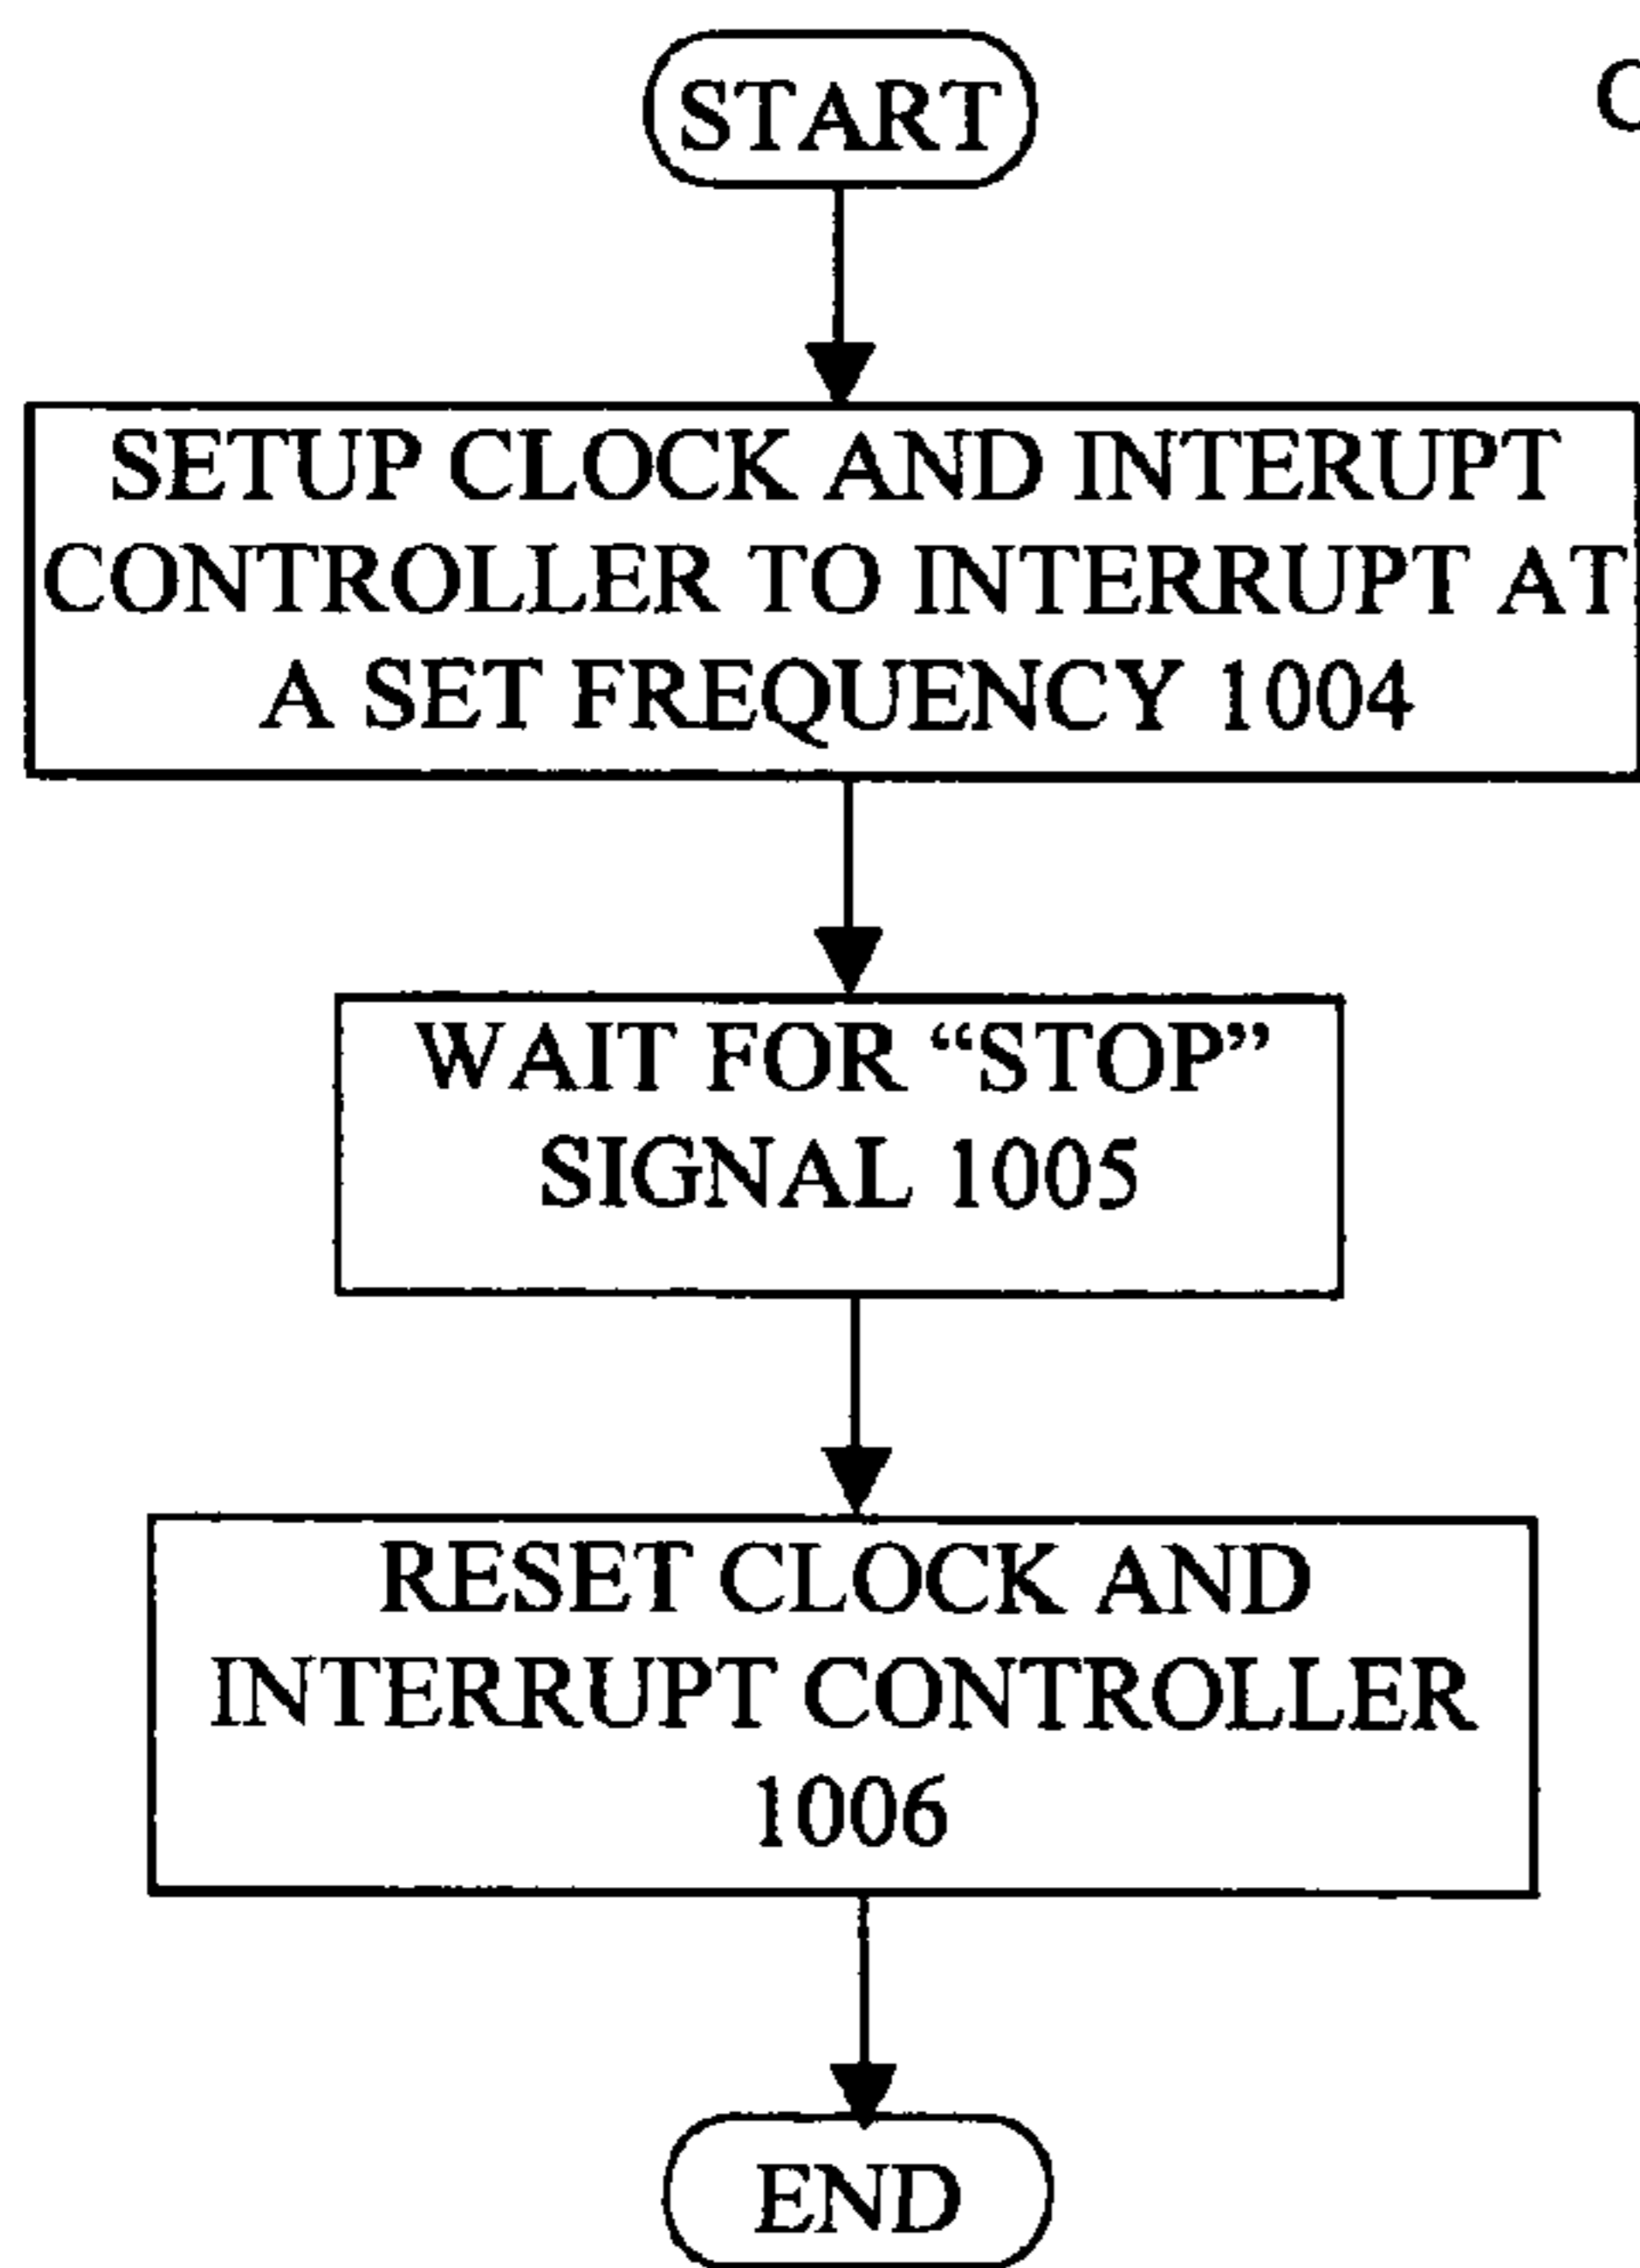 START
SETUP CLOCK AND INTERUPT
CONTROLLER TO INTERRUPT AT
A SET FREQUENCY 1004
WAIT FOR “STOP”
SIGNAL 1005
RESET CLOCK AND
INTERRUPT CONTROLLER
1006
END